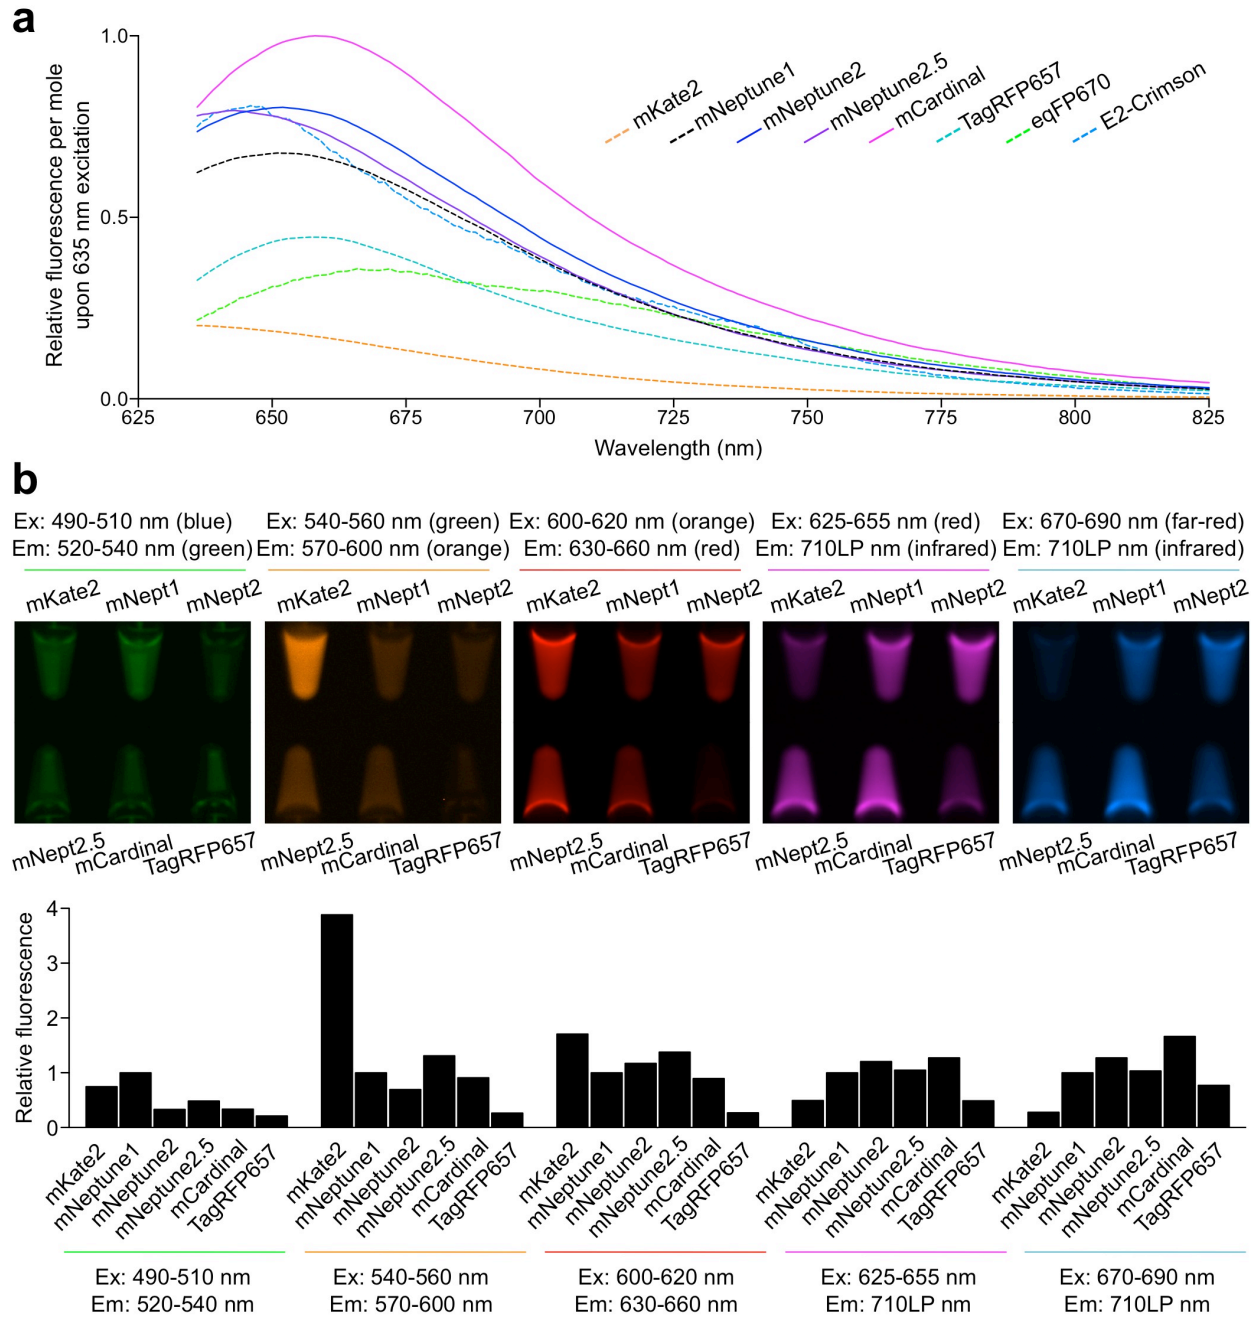 a
1.0
0.5
0.0
Relative fluorescence per mole
upon 635 nm excitation
mKate2 mNeptune1 mNeptune2 mNeptune2.5 mCardinal TagRFP657 eqFP670 E2-Crimson
625 650 675 700 725 750 775 800 825
Wavelength (nm)
b
Ex: 490-510 nm (blue) Ex: 540-560 nm (green) Ex: 600-620 nm (orange) Ex: 625-655 nm (red) Ex: 670-690 nm (far-red)
Em: 520-540 nm (green) Em: 570-600 nm (orange) Em: 630-660 nm (red) Em: 710LP nm (infrared) Em: 710LP nm (infrared)
mKate2 mNept1 mNept2 mKate2 mNept1 mNept2 mKate2 mNept1 mNept2 mKate2 mNept1 mNept2 mKate2 mNept1 mNept2
mNept2.5 mCardinal TagRFP657 mNept2.5 mCardinal TagRFP657 mNept2.5 mCardinal TagRFP657 mNept2.5 mCardinal TagRFP657 mNept2.5 mCardinal TagRFP657
Relative fluorescence
4
3
2
1
0
mKate2 mNeptune1 mNeptune2 mNeptune2.5 mCardinal TagRFP657 mKate2 mNeptune1 mNeptune2 mNeptune2.5 mCardinal TagRFP657 mKate2 mNeptune1 mNeptune2 mNeptune2.5 mCardinal TagRFP657 mKate2 mNeptune1 mNeptune2 mNeptune2.5 mCardinal TagRFP657 mKate2 mNeptune1 mNeptune2 mNeptune2.5 mCardinal TagRFP657
Ex: 490-510 nm Ex: 540-560 nm Ex: 600-620 nm Ex: 625-655 nm Ex: 670-690 nm
Em: 520-540 nm Em: 570-600 nm Em: 630-660 nm Em: 710LP nm Em: 710LP nm